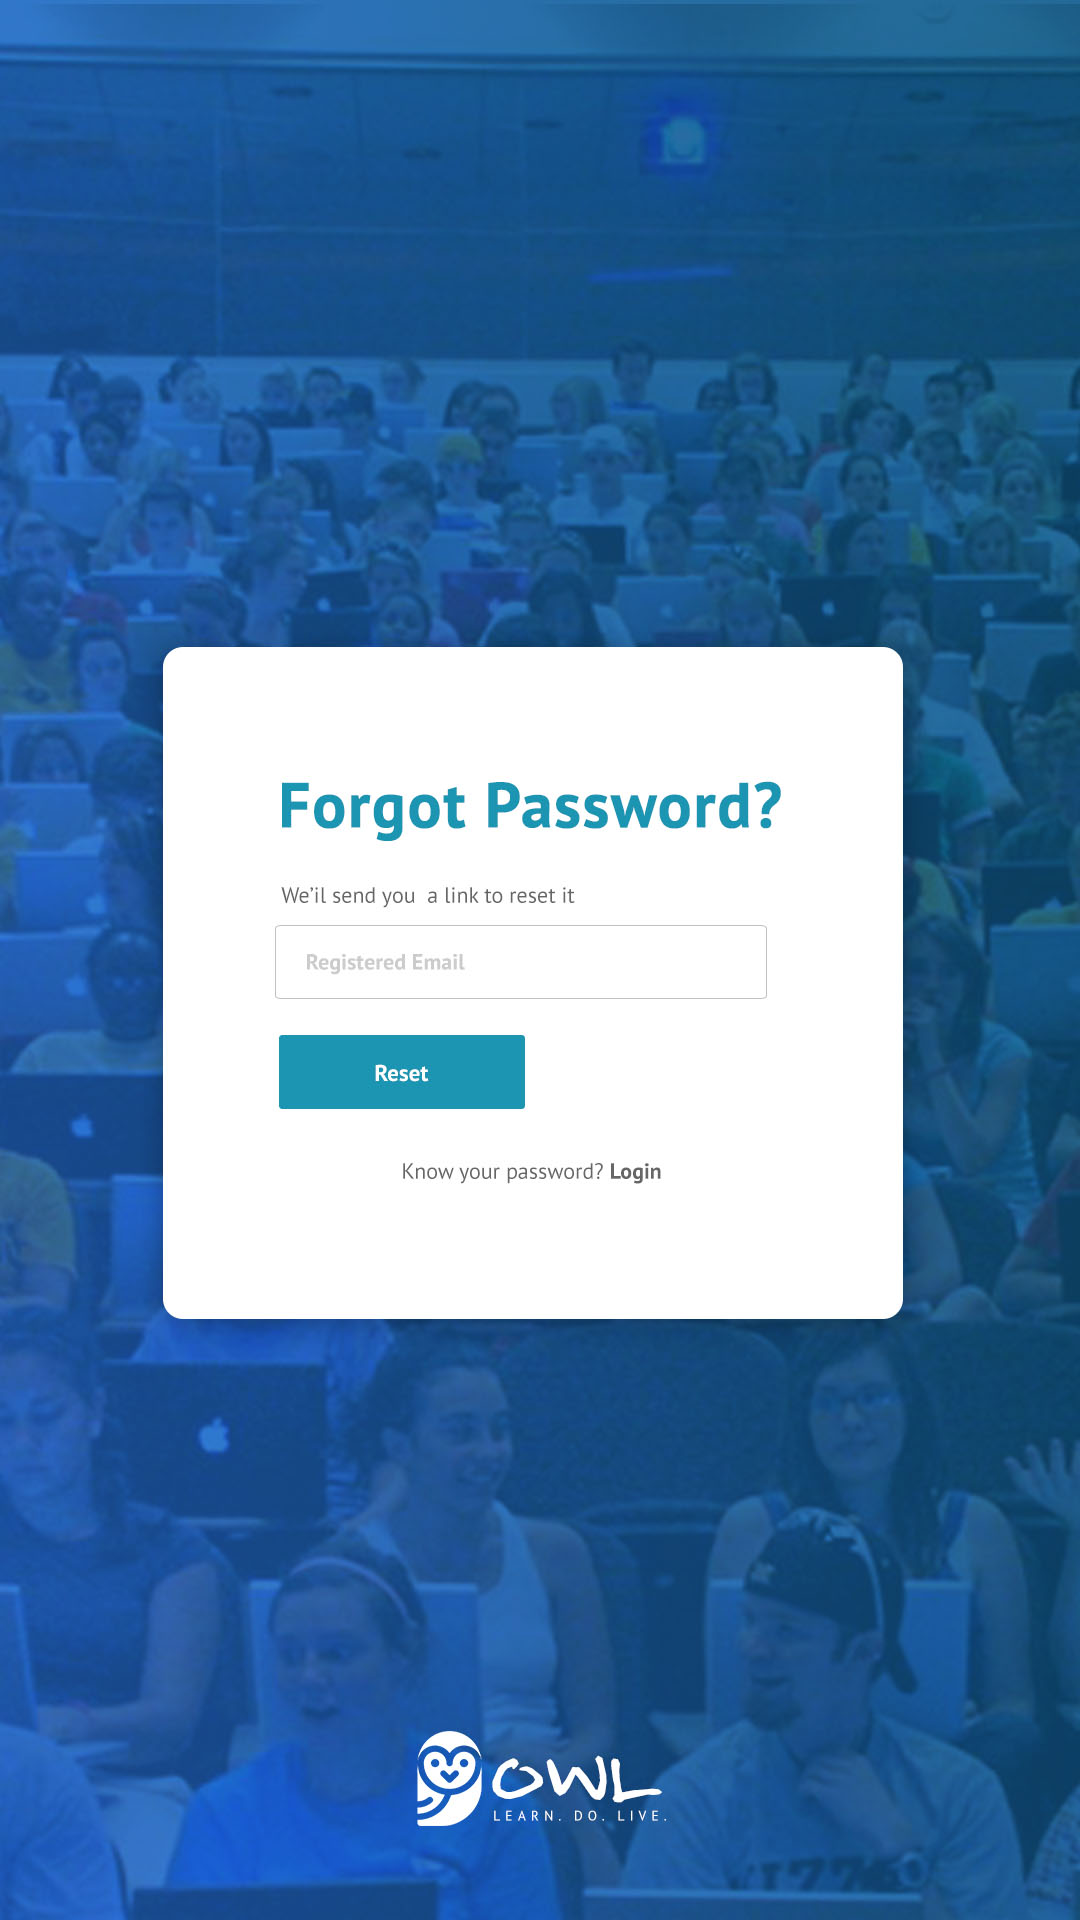 Forgot Password?
We’il send you  a link to reset it
Registered Email
Reset
Know your password? Login
OWL
LEARN. DO. LIVE.